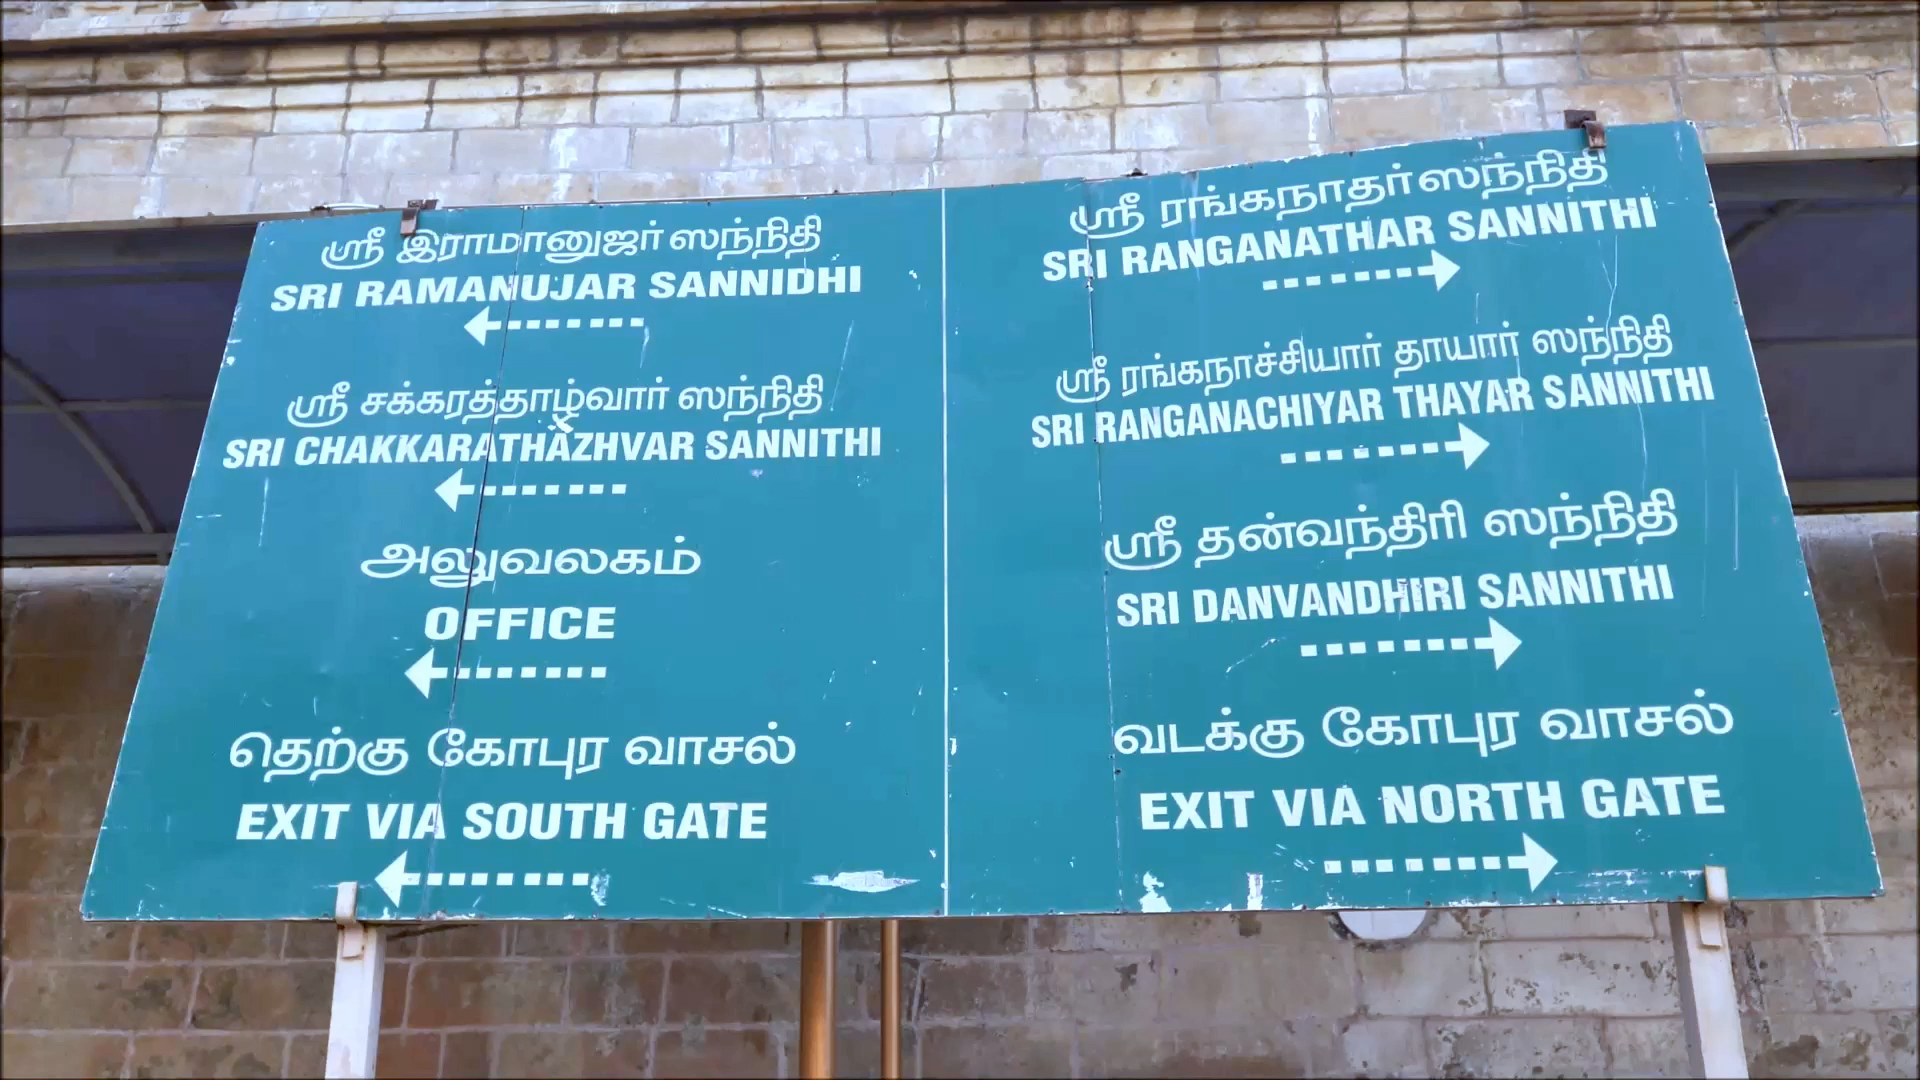 ஸ்ரீ இராமானுஜர் ஸந்நிதி
SRI RAMANUJAR SANNIDHI
ஸ்ரீ சக்கரத்தாழ்வார் ஸந்நிதி
SRI CHAKKARATHAZHVAR SANNITHI
அலுவலகம்
OFFICE
தெற்கு கோபுர வாசல்
EXIT VIA SOUTH GATE
ஸ்ரீ ரங்கநாதர் ஸந்நிதி
SRI RANGANATHAR SANNITHI
ஸ்ரீ ரங்கநாச்சியார் தாயார் ஸந்நிதி
SRI RANGANACHIYAR THAYAR SANNITHI
ஸ்ரீ தன்வந்திரி ஸந்நிதி
SRI DANVANDHIRI SANNITHI
வடக்கு கோபுர வாசல்
EXIT VIA NORTH GATE